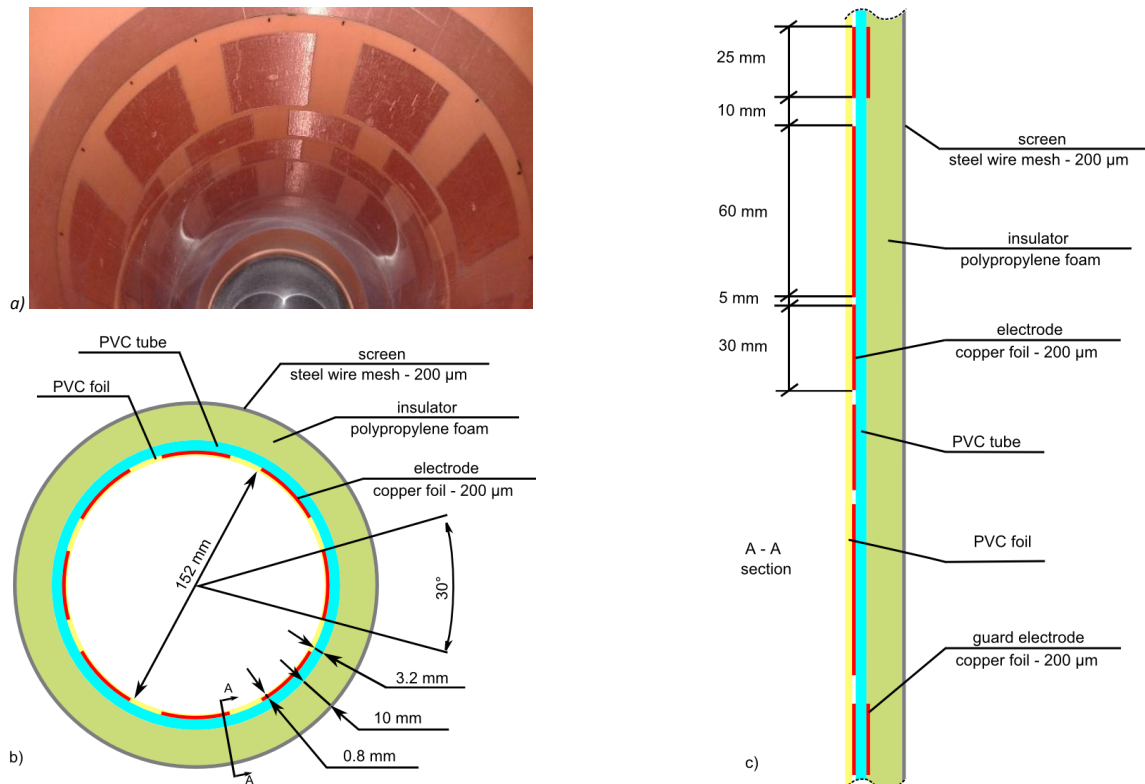 a)
PVC tube
PVC foil
screen
steel wire mesh - 200 µm
insulator
polypropylene foam
electrode
copper foil - 200 µm
152 mm
30°
3.2 mm
10 mm
0.8 mm
A
A
b)
25 mm
10 mm
60 mm
5 mm
30 mm
screen
steel wire mesh - 200 µm
insulator
polypropylene foam
electrode
copper foil - 200 µm
PVC tube
A - A
section
PVC foil
guard electrode
copper foil - 200 µm
c)